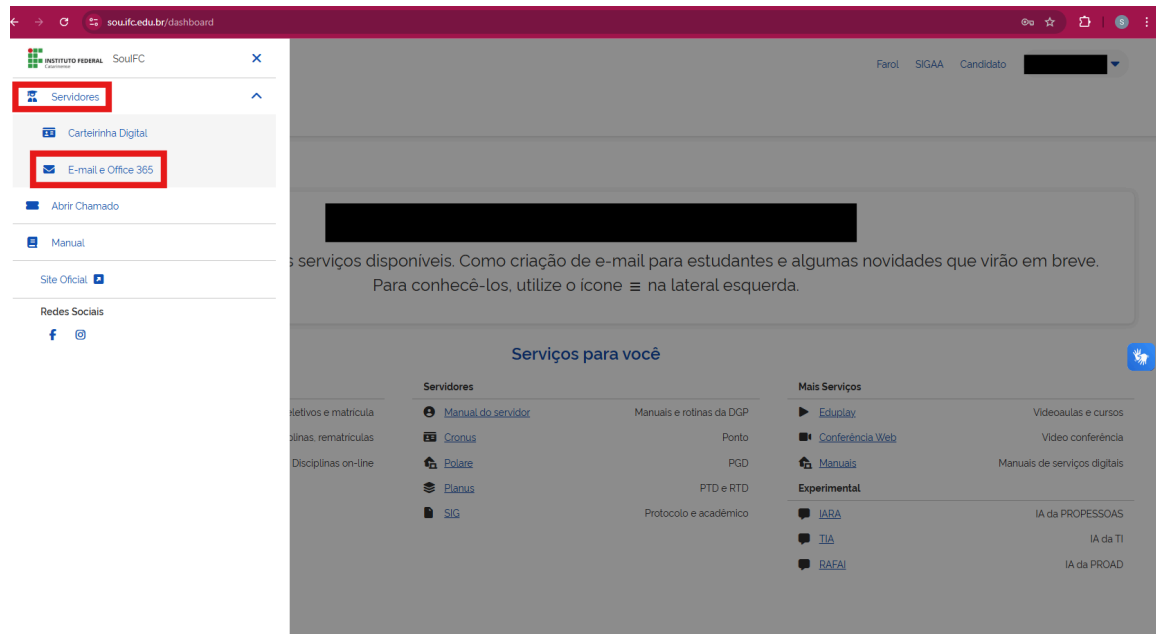 sou.ifc.edu.br/dashboard
S
INSTITUTO FEDERAL
Catarinense
SouIFC
Farol SIGAA Candidato
Servidores
Carteirinha Digital
E-mail e Office 365
Abrir Chamado
Manual
Site Oficial
Redes Sociais
s serviços disponíveis. Como criação de e-mail para estudantes e algumas novidades que virão em breve.
Para conhecê-los, utilize o ícone ≡ na lateral esquerda.
Serviços para você
Servidores
Mais Serviços
eletivos e matrícula
Manual do servidor Manuais e rotinas da DGP
Eduplay Videoaulas e cursos
plinas, rematrículas
Cronus Ponto
Conferência Web Vídeo conferência
Disciplinas on-line
Polare PGD
Manuais Manuais de serviços digitais
Planus PTD e RTD
Experimental
SIG Protocolo e acadêmico
IARA IA da PROPESSOAS
TIA IA da TI
RAFAI IA da PROAD